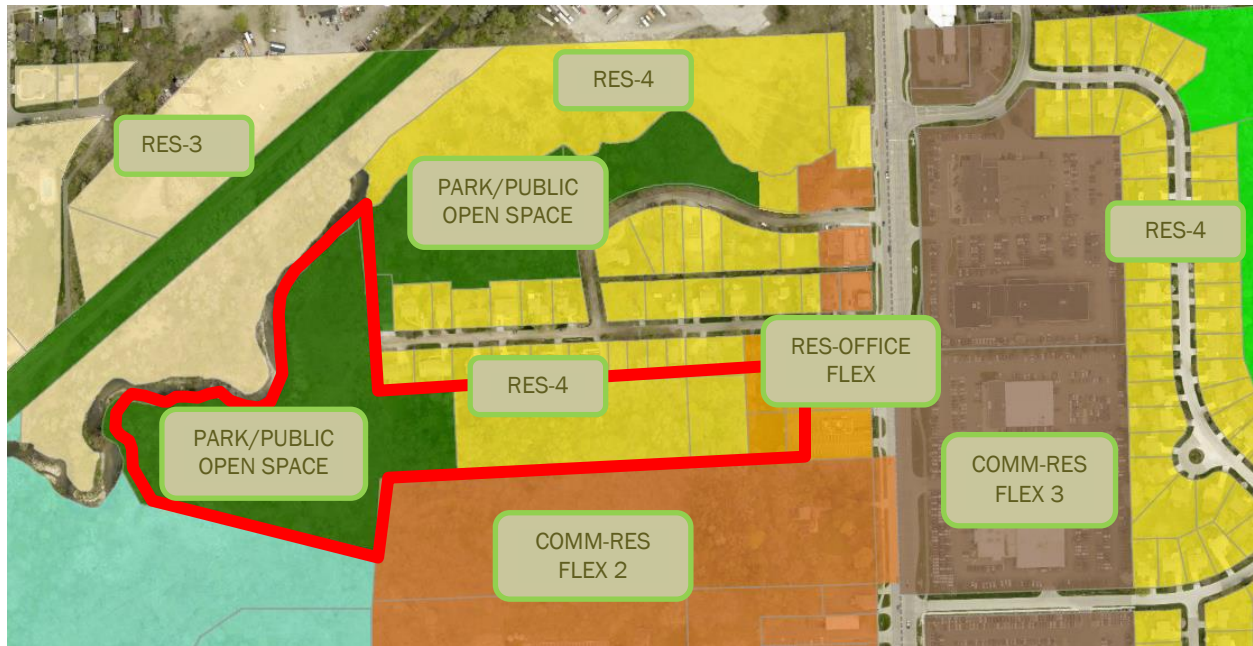 RES-4
RES-3
PARK/PUBLIC
OPEN SPACE
RES-4
RES-OFFICE
FLEX
RES-4
PARK/PUBLIC
OPEN SPACE
COMM-RES
FLEX 3
COMM-RES
FLEX 2